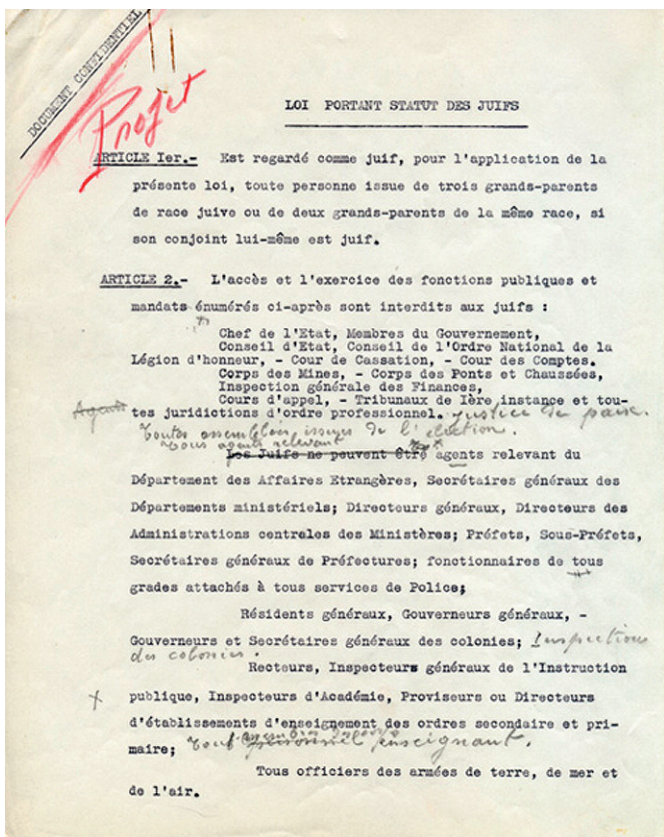 DOCUMENT CONFIDENTIEL
Projet
LOI PORTANT STATUT DES JUIFS
ARTICLE Ier.- Est regardé comme juif, pour l'application de la
présente loi, toute personne issue de trois grands-parents
de race juive ou de deux grands-parents de la même race, si
son conjoint lui-même est juif.
ARTICLE 2.- L'accès et l'exercice des fonctions publiques et
mandats énumérés ci-après sont interdits aux juifs :
Chef de l'Etat, Membres du Gouvernement,
Conseil d'Etat, Conseil de l'Ordre National de la
Légion d'honneur, - Cour de Cassation, - Cour des Comptes.
Corps des Mines, - Corps des Ponts et Chaussées,
Inspection générale des Finances,
Cours d'appel, - Tribunaux de Ière instance et tou-
Agents tes juridictions d'ordre professionnel. justice de paix.
Toutes assemblées issues de l'élection.
Tous agents relevant
Les Juifs ne peuvent être agents relevant du
Département des Affaires Etrangères, Secrétaires généraux des
Départements ministériels; Directeurs généraux, Directeurs des
Administrations centrales des Ministères; Préfets, Sous-Préfets,
Secrétaires généraux de Préfectures; fonctionnaires de tous
grades attachés à tous services de Police;
Résidents généraux, Gouverneurs généraux, -
Gouverneurs et Secrétaires généraux des colonies; Inspections
des colonies.
Recteurs, Inspecteurs généraux de l'Instruction
publique, Inspecteurs d'Académie, Proviseurs ou Directeurs
d'établissements d'enseignement des ordres secondaire et pri-
maire; tout personnel enseignant.
Tous officiers des armées de terre, de mer et
de l'air.